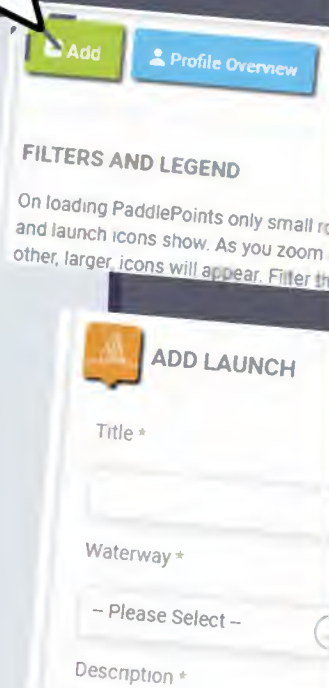 Add
Profile Overview
FILTERS AND LEGEND
On loading PaddlePoints only small
and launch icons show. As you zoom
other, larger, icons will appear. Filter
ADD LAUNCH
Title *
Waterway *
-- Please Select --
Description *